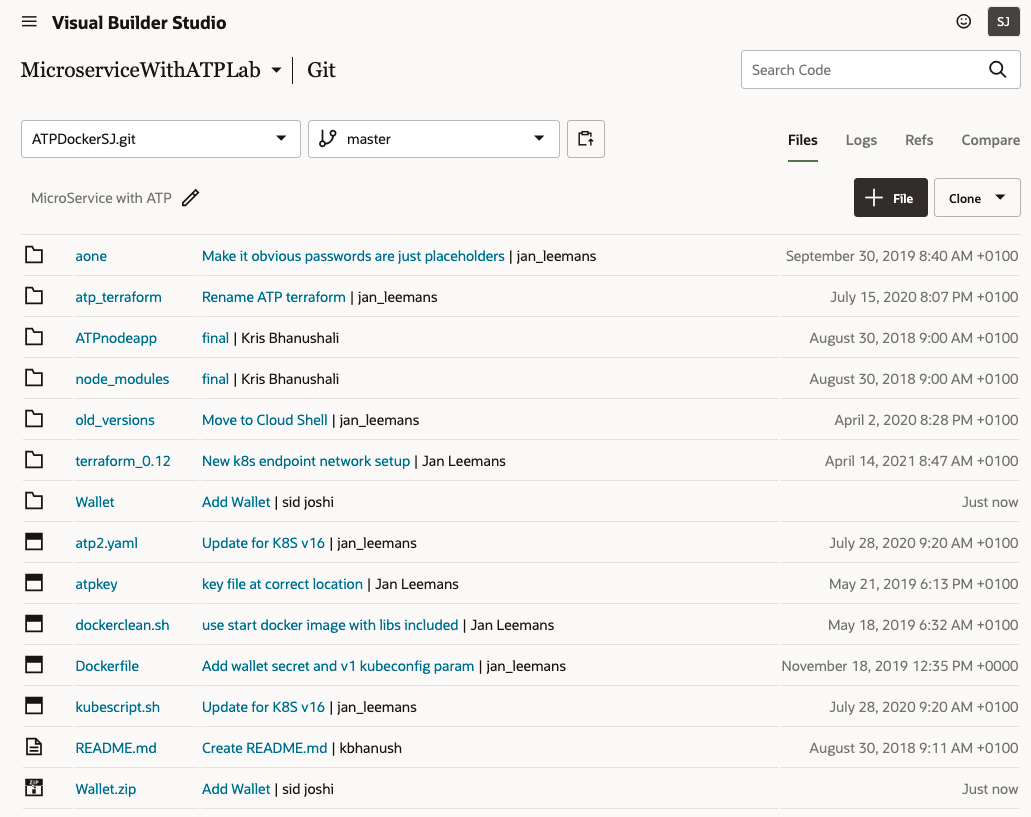 Visual Builder Studio
SJ
MicroserviceWithATPLab
Git
Search Code
ATPDockerSJ.git
master
Files
Logs
Refs
Compare
MicroService with ATP
File
Clone
aone Make it obvious passwords are just placeholders | jan_leemans September 30, 2019 8:40 AM +0100
atp_terraform Rename ATP terraform | jan_leemans July 15, 2020 8:07 PM +0100
ATPnodeapp final | Kris Bhanushali August 30, 2018 9:00 AM +0100
node_modules final | Kris Bhanushali August 30, 2018 9:00 AM +0100
old_versions Move to Cloud Shell | jan_leemans April 2, 2020 8:28 PM +0100
terraform_0.12 New k8s endpoint network setup | Jan Leemans April 14, 2021 8:47 AM +0100
Wallet Add Wallet | sid joshi Just now
atp2.yaml Update for K8S v16 | jan_leemans July 28, 2020 9:20 AM +0100
atpkey key file at correct location | Jan Leemans May 21, 2019 6:13 PM +0100
dockerclean.sh use start docker image with libs included | Jan Leemans May 18, 2019 6:32 AM +0100
Dockerfile Add wallet secret and v1 kubeconfig param | jan_leemans November 18, 2019 12:35 PM +0000
kubescript.sh Update for K8S v16 | jan_leemans July 28, 2020 9:20 AM +0100
README.md Create README.md | kbhanush August 30, 2018 9:11 AM +0100
ZIP
Wallet.zip Add Wallet | sid joshi Just now